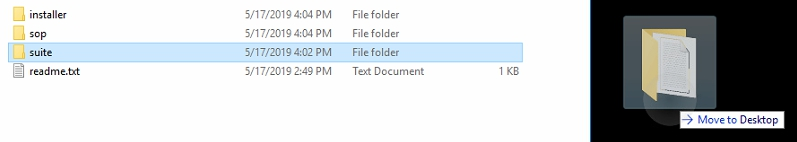 installer 5/17/2019 4:04 PM File folder
sop 5/17/2019 4:04 PM File folder
suite 5/17/2019 4:02 PM File folder
readme.txt 5/17/2019 2:49 PM Text Document 1 KB
Move to Desktop